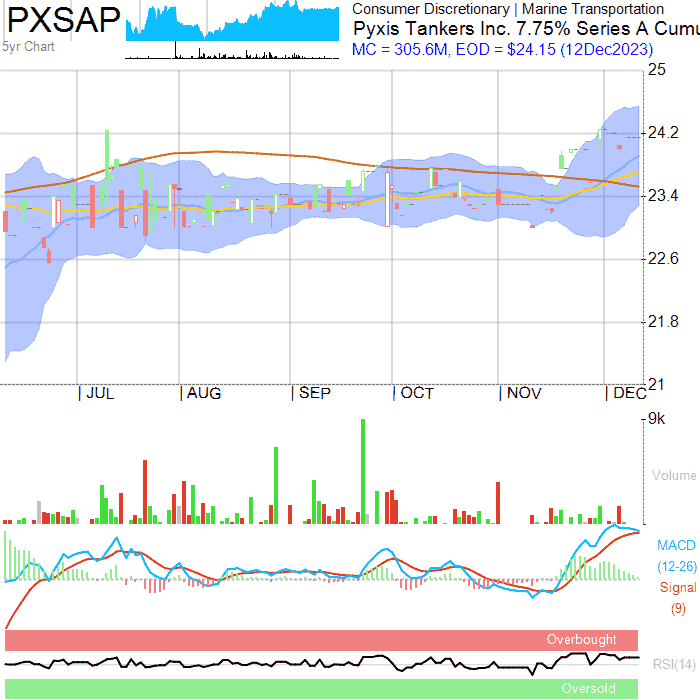 PXSAP
5yr Chart
Consumer Discretionary | Marine Transportation
Pyxis Tankers Inc. 7.75% Series A Cumu
MC = 305.6M, EOD = $24.15 (12Dec2023)
25
24.2
23.4
22.6
21.8
21
| JUL | AUG | SEP | OCT | NOV | DEC
9k
Volume
MACD
(12-26)
Signal
(9)
Overbought
RSI(14)
Oversold